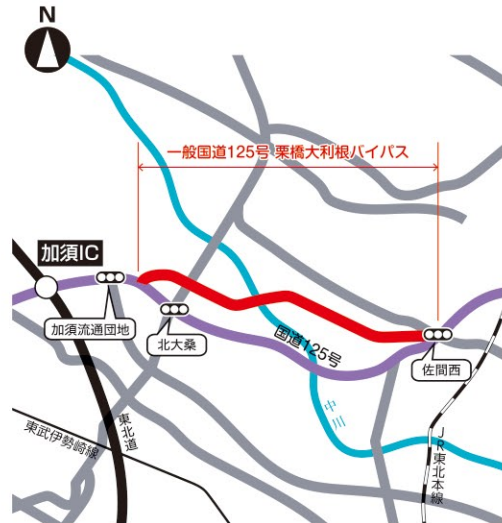 N
一般国道125号 栗橋大利根バイパス
加須IC
加須流通団地
北大桑
国道125号
佐間西
中川
東北道
東武伊勢崎線
JR東北本線